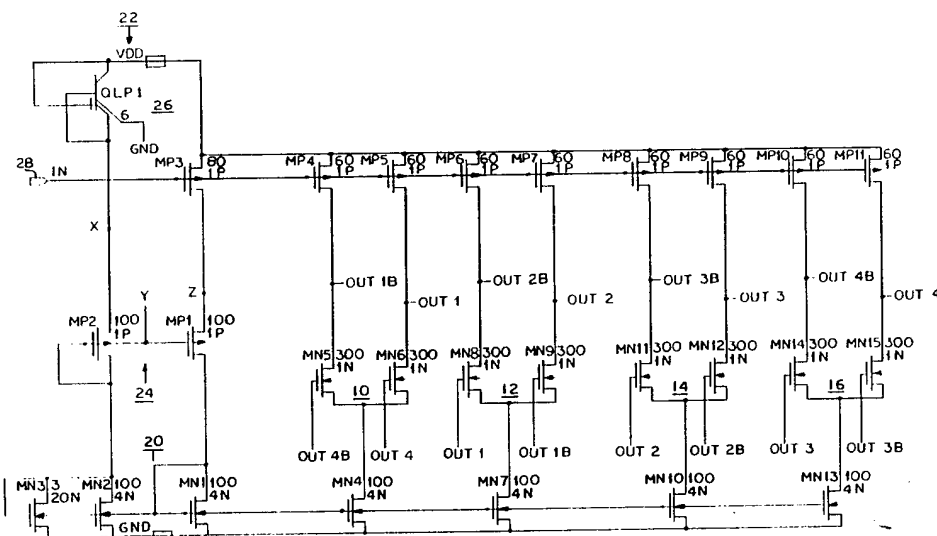 22
VDD
QLP1
6
26
GND
28
IN
MP3 80
1P
MP4 60
1P
MP5 60
1P
MP6 60
1P
MP7 60
1P
MP8 60
1P
MP9 60
1P
MP10 60
1P
MP11 60
1P
X
Y
Z
OUT 1B
OUT 1
OUT 2B
OUT 2
OUT 3B
OUT 3
OUT 4B
OUT 4
MP2 100
1P
MP1 100
1P
24
MN5 300
1N
MN6 300
1N
MN8 300
1N
MN9 300
1N
MN11 300
1N
MN12 300
1N
MN14 300
1N
MN15 300
1N
10
12
14
16
20
OUT 4B
OUT 4
OUT 1
OUT 1B
OUT 2
OUT 2B
OUT 3
OUT 3B
MN3 3
20N
MN2 100
4N
MN1 100
4N
MN4 100
4N
MN7 100
4N
MN10 100
4N
MN13 100
4N
GND